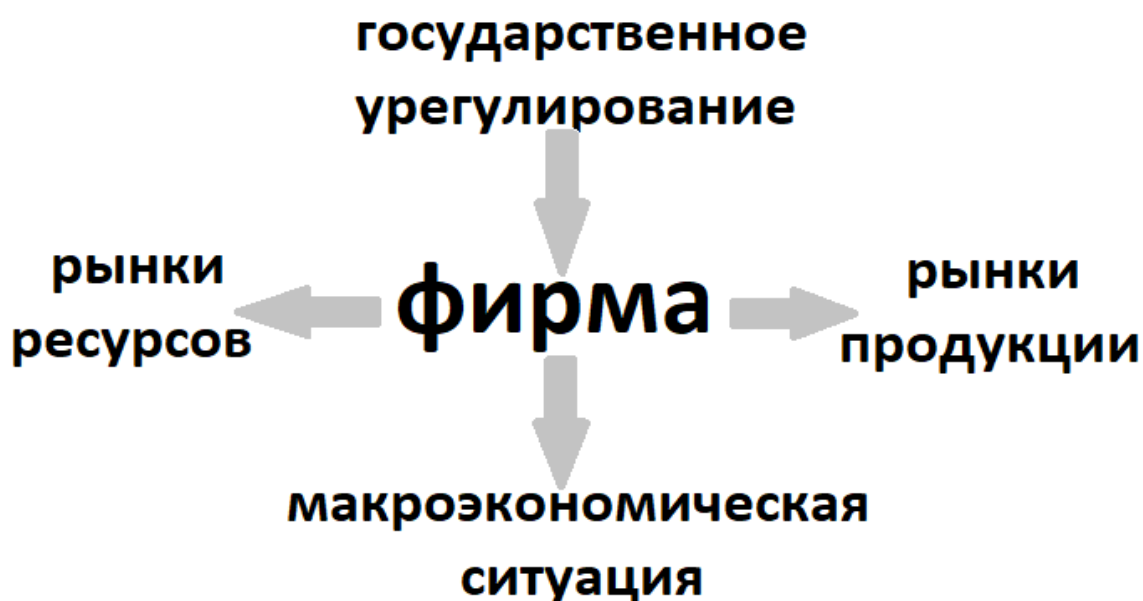 государственное
урегулирование
рынки
ресурсов
фирма
рынки
продукции
макроэкономическая
ситуация